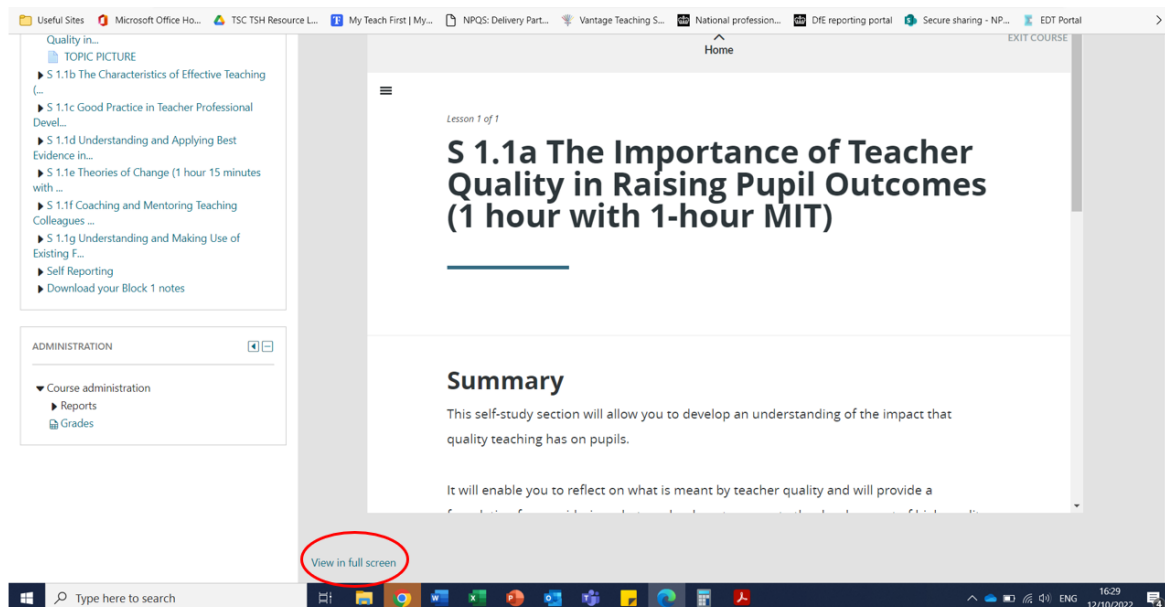 Useful Sites Microsoft Office Ho... TSC TSH Resource L... My Teach First | My... NPQS: Delivery Part... Vantage Teaching S... National profession... DfE reporting portal Secure sharing - NP... EDT Portal
Quality in...
TOPIC PICTURE
S 1.1b The Characteristics of Effective Teaching
(...
S 1.1c Good Practice in Teacher Professional
Devel...
S 1.1d Understanding and Applying Best
Evidence in...
S 1.1e Theories of Change (1 hour 15 minutes
with ...
S 1.1f Coaching and Mentoring Teaching
Colleagues ...
S 1.1g Understanding and Making Use of
Existing F...
Self Reporting
Download your Block 1 notes
ADMINISTRATION
Course administration
Reports
Grades
Home
EXIT COURSE
Lesson 1 of 1
S 1.1a The Importance of Teacher
Quality in Raising Pupil Outcomes
(1 hour with 1-hour MIT)
Summary
This self-study section will allow you to develop an understanding of the impact that
quality teaching has on pupils.
It will enable you to reflect on what is meant by teacher quality and will provide a
View in full screen
Type here to search
ENG
16:29
12/10/2022